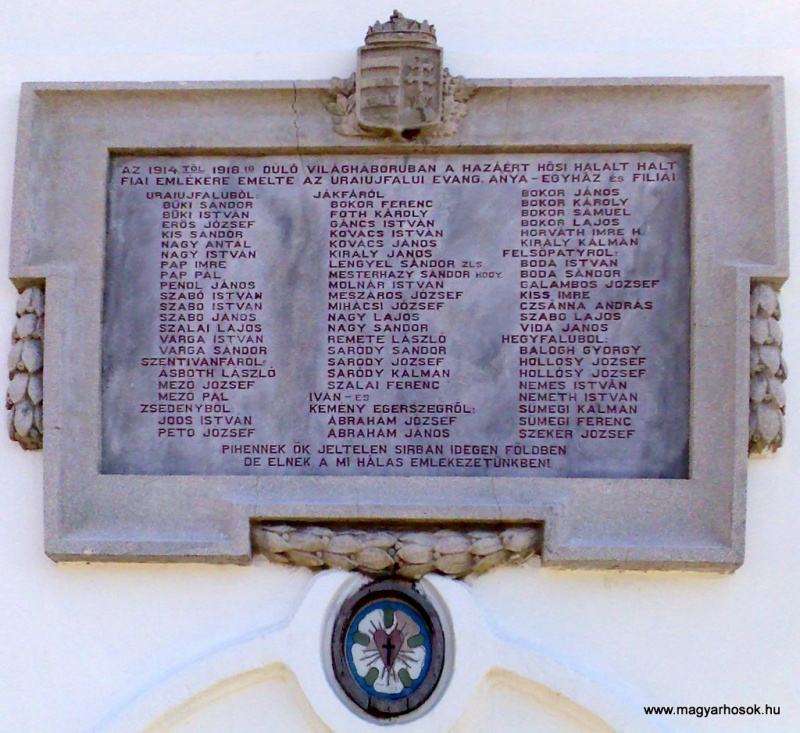 AZ 1914 TŐL 1918 IG DÚLÓ VILÁGHÁBORUBAN A HAZÁÉRT HŐSI HALÁLT HALT
FIAI EMLÉKÉRE EMELTE AZ URAIUJFALUI EVANG. ANYA-EGYHÁZ ÉS FILIÁI
URAIUJFALUBÓL:
BÜKI SÁNDOR
BÜKI ISTVÁN
ERŐS JÓZSEF
KIS SÁNDOR
NAGY ANTAL
NAGY ISTVÁN
PAP IMRE
PAP PÁL
PENOL JÁNOS
SZABÓ ISTVÁN
SZABÓ ISTVÁN
SZABÓ JÁNOS
SZALAI LAJOS
VARGA ISTVÁN
VARGA SÁNDOR
SZENTIVÁNFÁRÓL:
ASBÓTH LÁSZLÓ
MEZŐ JÓZSEF
MEZŐ PÁL
ZSEDÉNYBŐL:
JOÓS ISTVÁN
PETŐ JÓZSEF
JÁKFÁRÓL
BOKOR FERENC
FÓTH KÁROLY
GÁNCS ISTVÁN
KOVÁCS ISTVÁN
KOVÁCS JÁNOS
KIRÁLY JÁNOS
LENGYEL SÁNDOR ZLS.
MESTERHÁZY SÁNDOR HODY.
MOLNÁR ISTVÁN
MÉSZÁROS JÓZSEF
MIHÁCSI JÓZSEF
NAGY LAJOS
NAGY SÁNDOR
REMETE LÁSZLÓ
SARÓDY SÁNDOR
SARÓDY JÓZSEF
SARÓDY KÁLMÁN
SZALAI FERENC
IVÁN- ÉS
KEMÉNY EGERSZEGRŐL:
ÁBRAHÁM JÓZSEF
ÁBRAHÁM JÁNOS
BOKOR JÁNOS
BOKOR KÁROLY
BOKOR SÁMUEL
BOKOR LAJOS
HORVÁTH IMRE H.
KIRÁLY KÁLMÁN
FELSŐPATYRÓL:
BODA ISTVÁN
BODA SÁNDOR
GALAMBOS JÓZSEF
KISS IMRE
CZSÁNNA ANDRÁS
SZABÓ LAJOS
VIDA JÁNOS
HEGYFALUBÓL:
BALOGH GYÖRGY
HOLLÓSY JÓZSEF
HOLLÓSY JÓZSEF
NEMES ISTVÁN
NÉMETH ISTVÁN
SÜMEGI KÁLMÁN
SÜMEGI FERENC
SZEKÉR JÓZSEF
PIHENNEK ŐK JELTELEN SIRBAN IDEGEN FÖLDBEN
DE ÉLNEK A MI HÁLÁS EMLÉKEZETÜNKBEN!
www.magyarhosok.hu